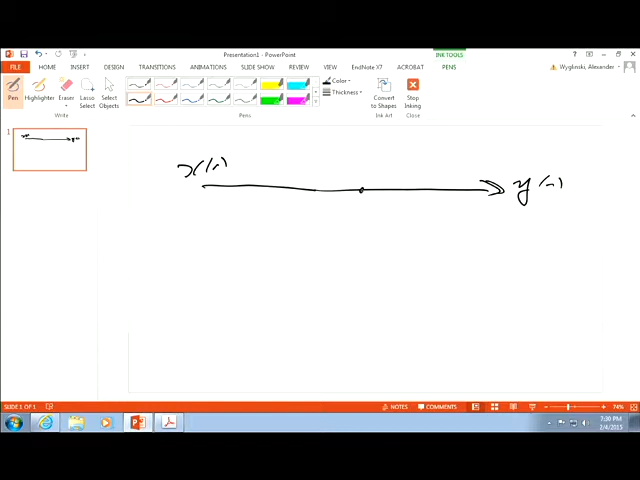 Presentation1 - PowerPoint
INK TOOLS
FILE HOME INSERT DESIGN TRANSITIONS ANIMATIONS SLIDE SHOW REVIEW VIEW EndNote X7 ACROBAT PENS
Wyglinski, Alexander
Pen Highlighter Eraser Lasso Select Objects Select
Color
Thickness
Convert to Shapes
Stop Inking
Write Pens Ink Art Close
1
x(n)
y(n)
SLIDE 1 OF 1 NOTES COMMENTS 74%
7:30 PM
2/4/2015